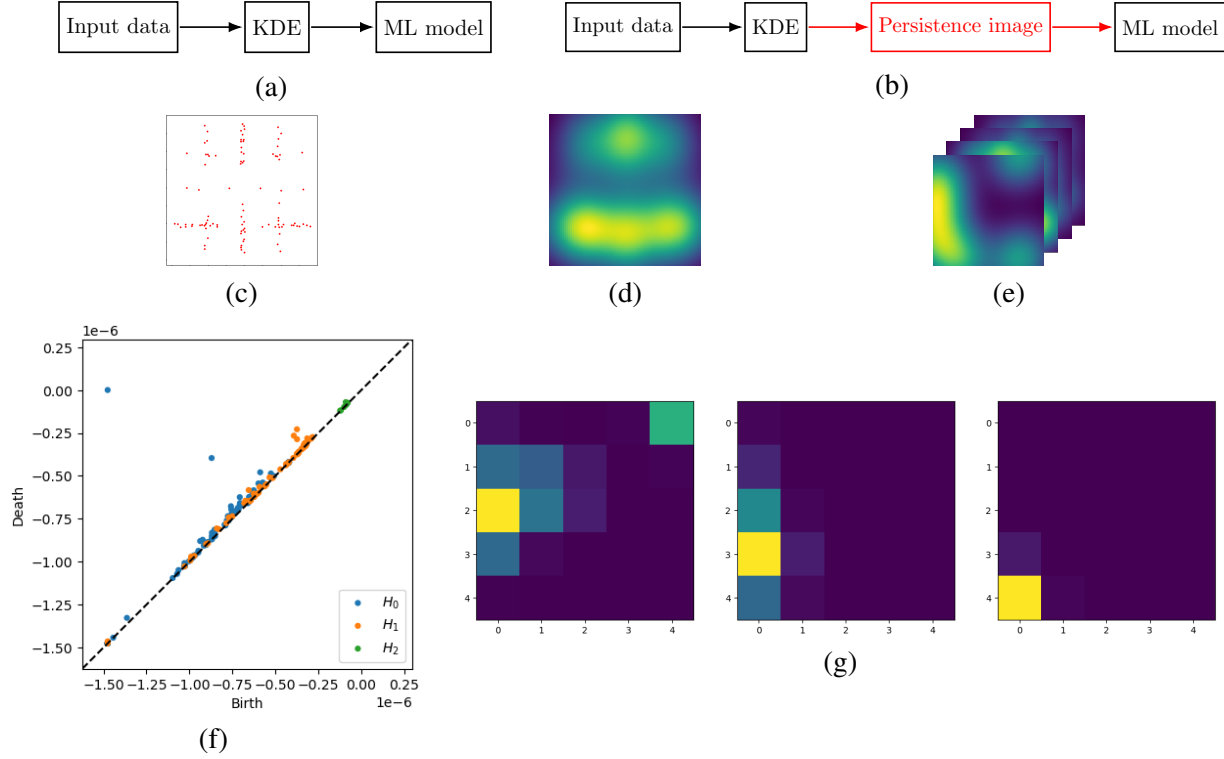 Input data KDE ML model
Input data KDE Persistence image ML model
(a)
(b)
(c)
(d)
(e)
1e−6
0.25
0.00
−0.25
−0.50
−0.75
−1.00
−1.25
−1.50
Death
H0
H1
H2
−1.50 −1.25 −1.00 −0.75 −0.50 −0.25 0.00 0.25
Birth
1e−6
(f)
0
1
2
3
4
0 1 2 3 4
0
1
2
3
4
0 1 2 3 4
0
1
2
3
4
0 1 2 3 4
(g)